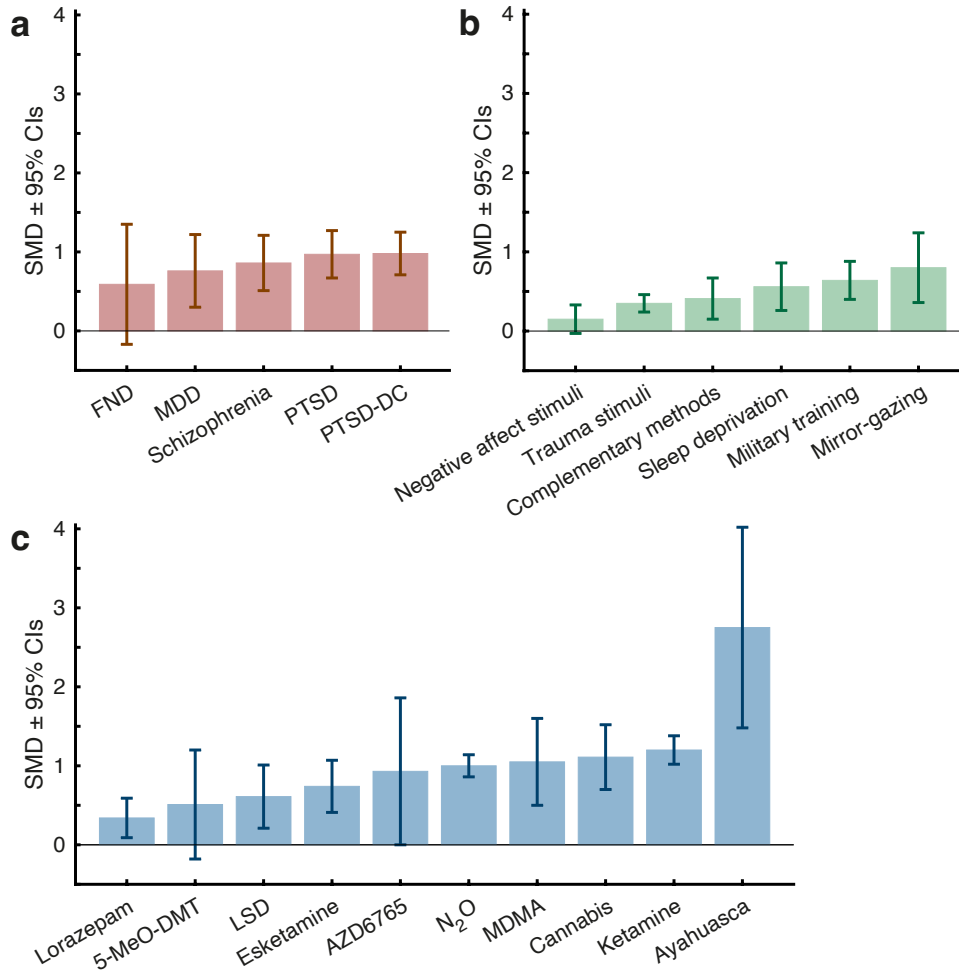 a
SMD ± 95% CIs
4
3
2
1
0
FND
MDD
Schizophrenia
PTSD
PTSD-DC
b
SMD ± 95% CIs
4
3
2
1
0
Negative affect stimuli
Trauma stimuli
Complementary methods
Sleep deprivation
Military training
Mirror-gazing
c
SMD ± 95% CIs
4
3
2
1
0
Lorazepam
5-MeO-DMT
LSD
Esketamine
AZD6765
N₂O
MDMA
Cannabis
Ketamine
Ayahuasca